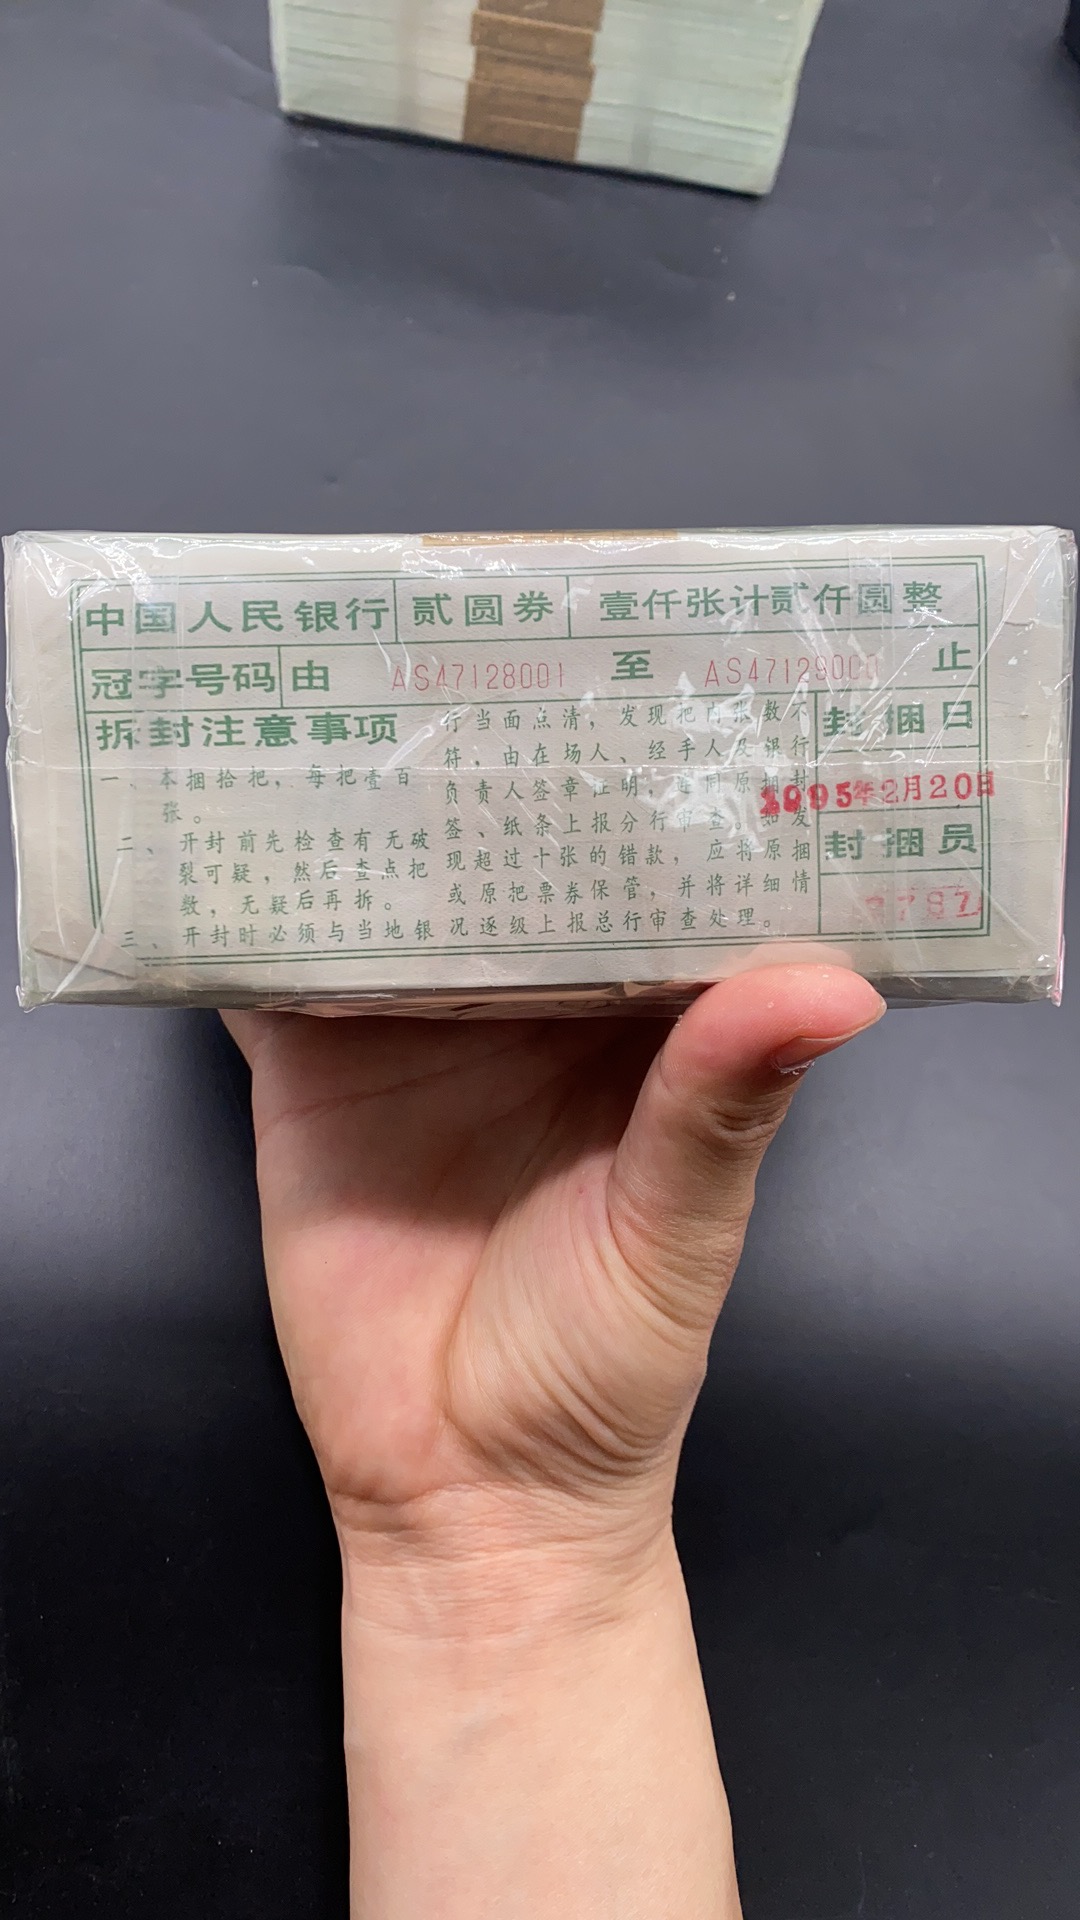 中国人民银行 贰圆券 壹仟张计贰仟圆整
冠字号码 由 AS47128001 至 AS47129000 止
拆封注意事项
一、本捆拾把，每把壹百
张。
二、开封前先检查有无破
裂可疑，然后查点把
数，无疑后再拆。
三、开封时必须与当地银
行当面点清，发现把内张数不
符，由在场人、经手人及银行
负责人签章证明，连同原捆封
签、纸条上报分行审查，如发
现超过十张的错款，应将原捆
或原把票券保管，并将详细情
况逐级上报总行审查处理。
封捆日
1995年2月20日
封捆员